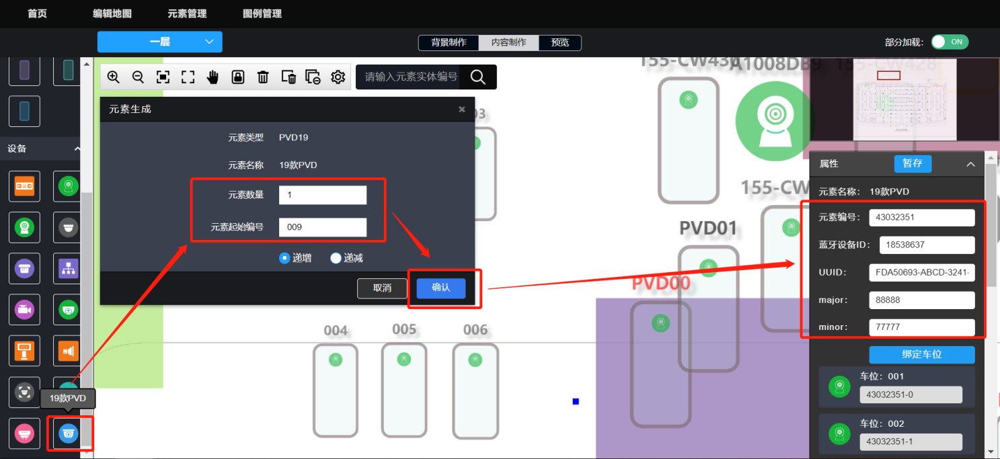 首页 编辑地图 元素管理 图例管理
一层 背景制作 内容制作 预览 部分加载: ON
请输入元素实体编号
A1008DB9
155-CW428
元素生成
元素类型 PVD19
元素名称 19款PVD
元素数量 1
元素起始编号 009
递增 递减
取消 确认
设备
19款PVD
004 005 006
155-CW
PVD01
PVD00
属性 暂存
元素名称: 19款PVD
元素编号: 43032351
蓝牙设备ID: 18538637
UUID: FDA50693-ABCD-3241-
major: 88888
minor: 77777
绑定车位
车位: 001
43032351-0
车位: 002
43032351-1